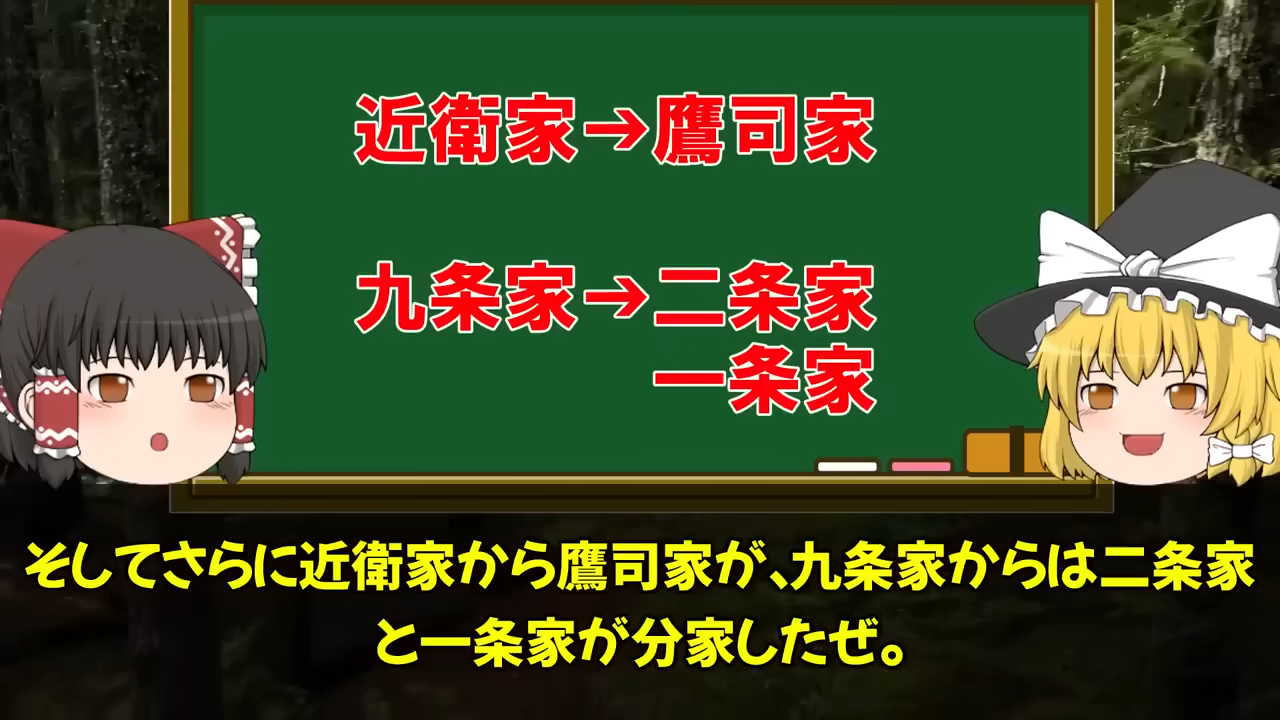 近衛家→鷹司家
九条家→二条家
一条家
そしてさらに近衛家から鷹司家が、九条家からは二条家
と一条家が分家したぜ。